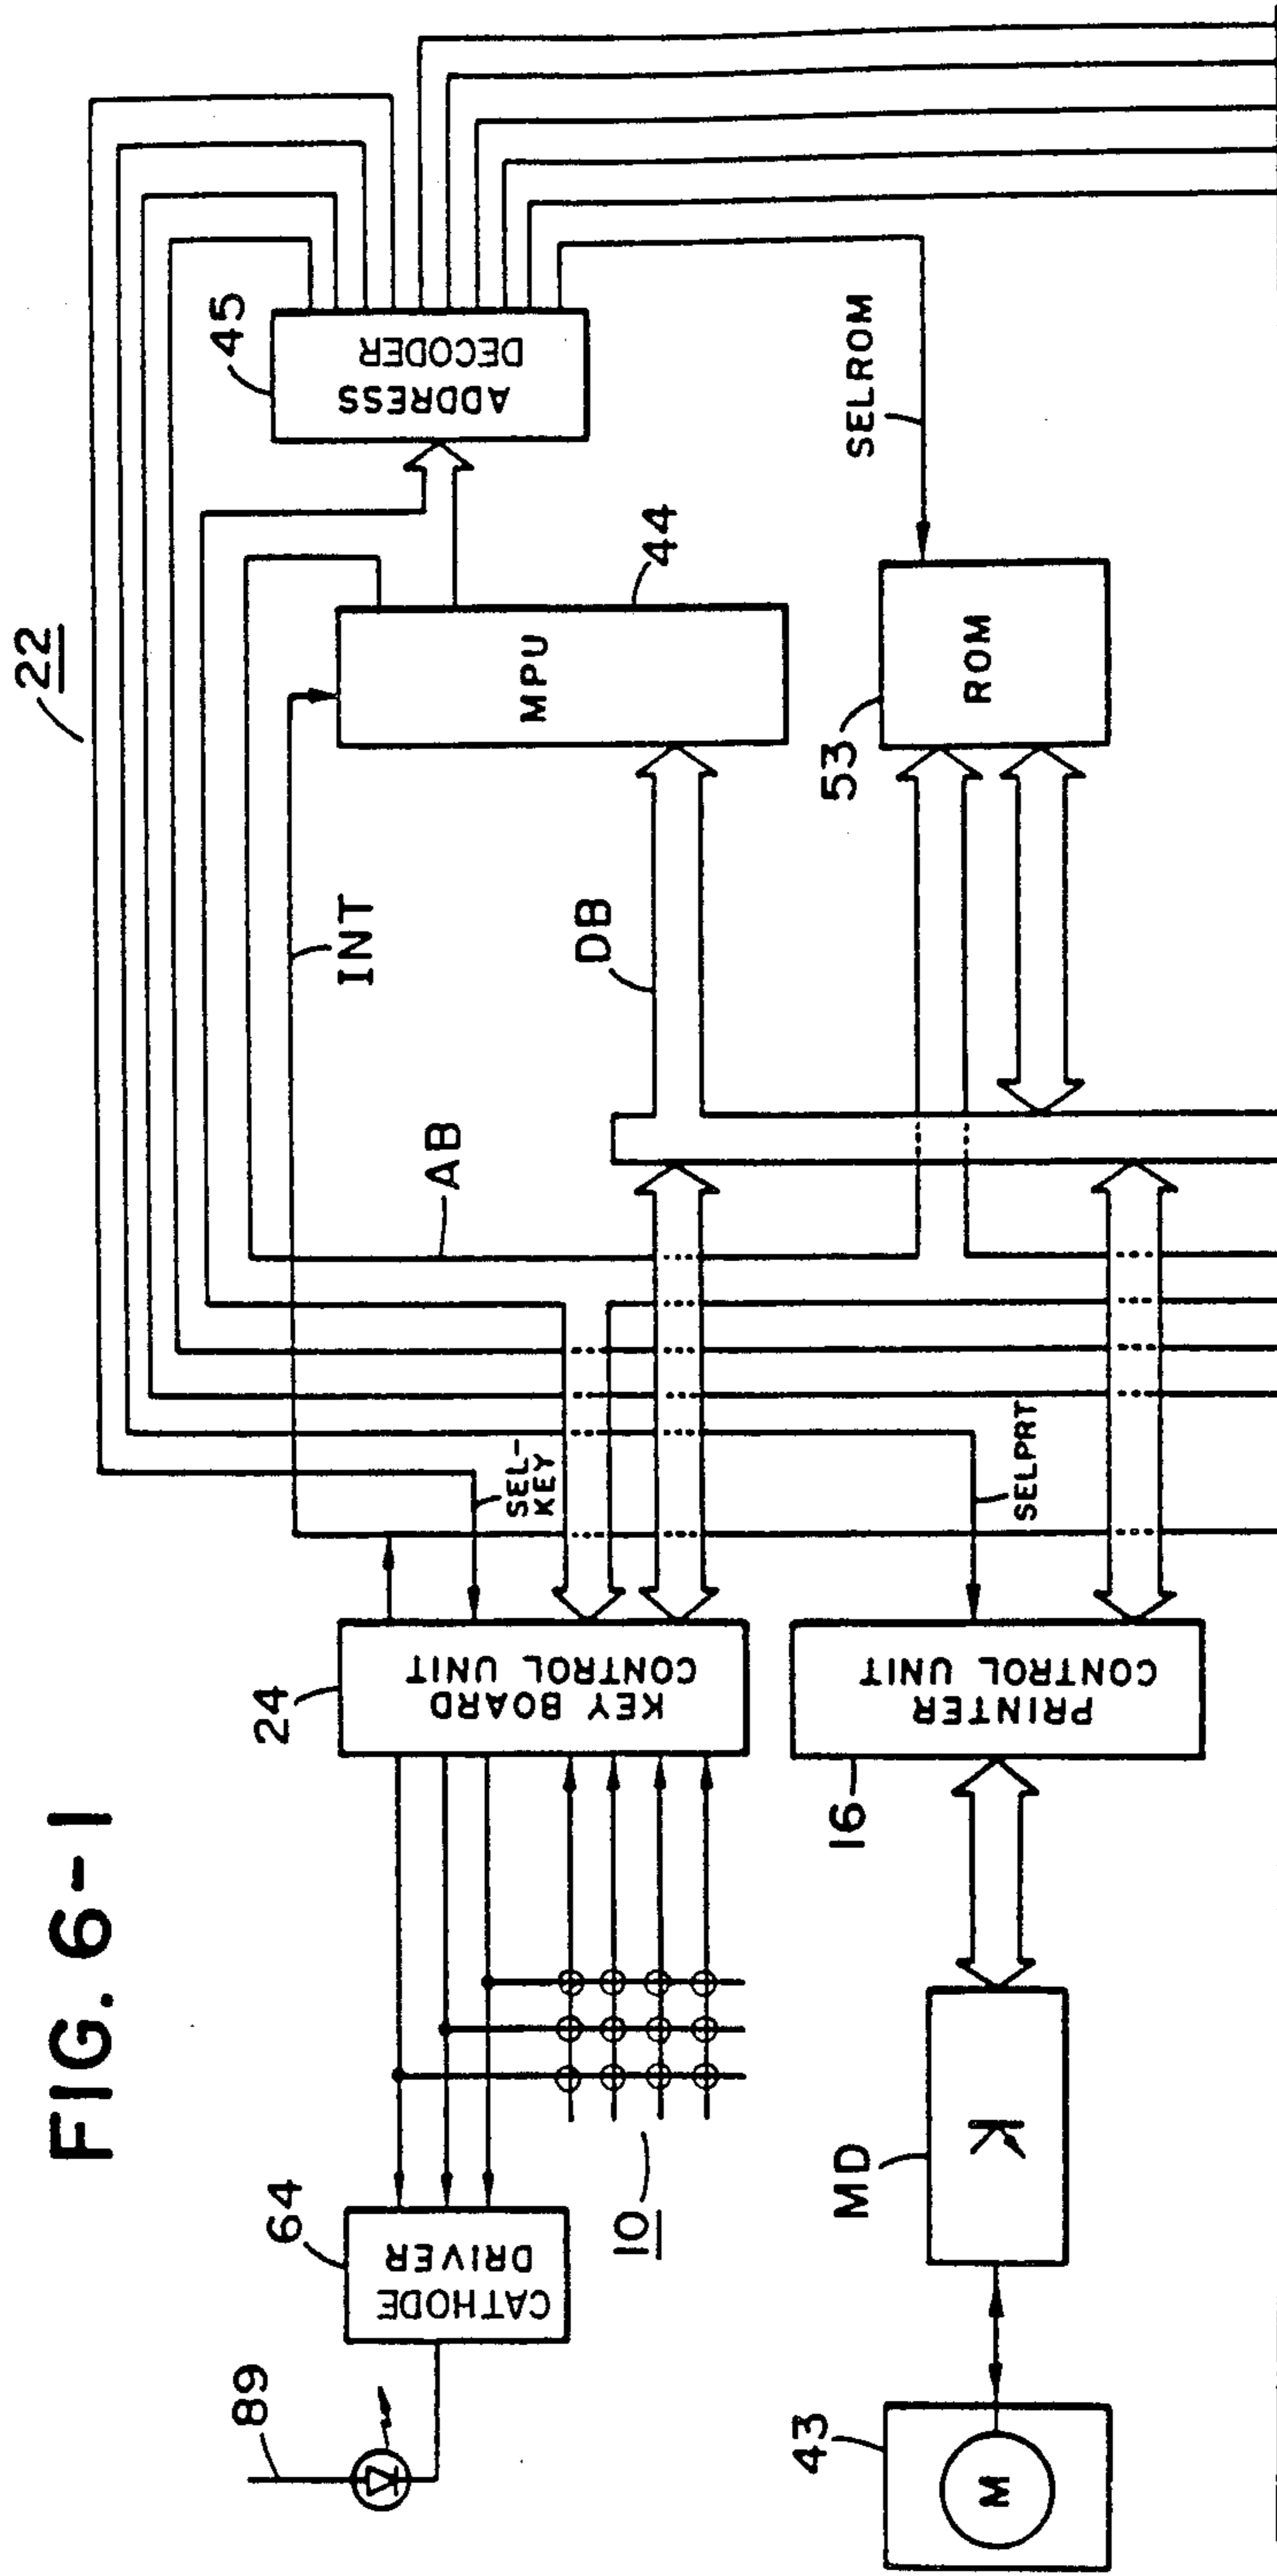 FIG. 6-1
22
89
64
CATHODE
DRIVER
24
KEY BOARD
CONTROL UNIT
SEL-
KEY
INT
AB
MPU
44
45
ADDRESS
DECODER
10
DB
SELROM
43
M
MD
16
PRINTER
CONTROL UNIT
SELPRT
53
ROM